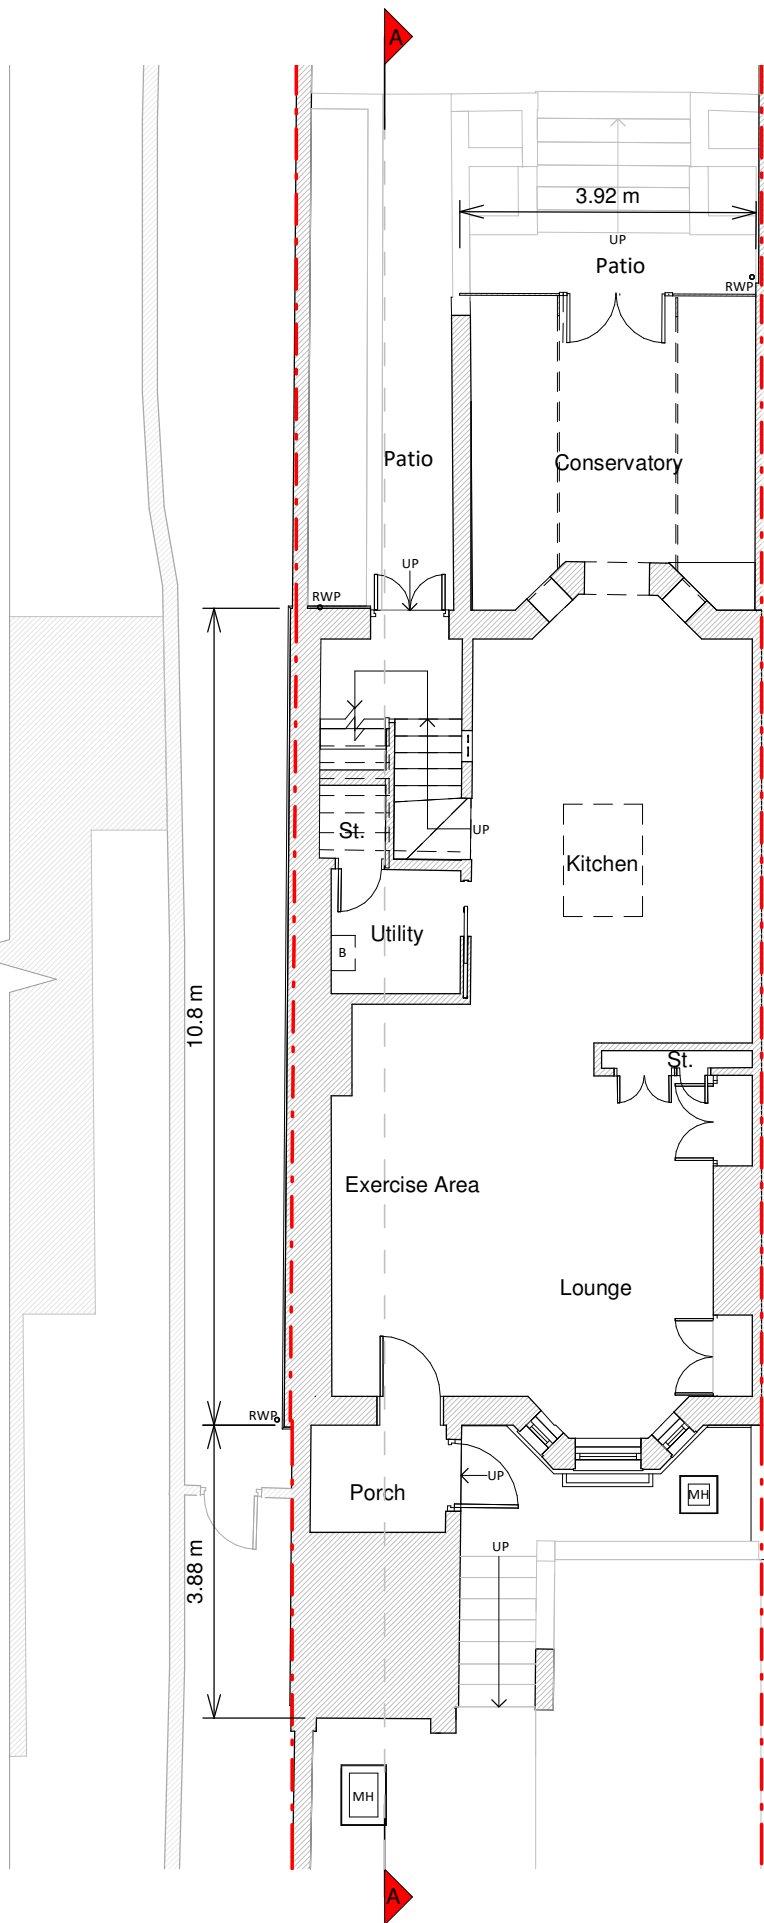 A
3.92 m
UP
Patio
RWP
Patio
Conservatory
UP
RWP
St.
UP
Kitchen
Utility
B
10.8 m
St.
Exercise Area
Lounge
RWP
UP
Porch
MH
UP
3.88 m
MH
A